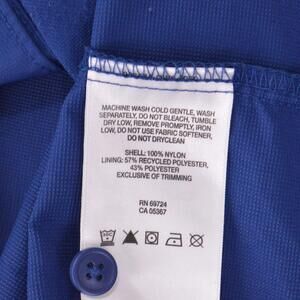 MACHINE WASH COLD GENTLE, WASH
SEPARATELY, DO NOT BLEACH, TUMBLE
DRY LOW, REMOVE PROMPTLY, IRON
LOW, DO NOT USE FABRIC SOFTENER,
DO NOT DRYCLEAN
SHELL: 100% NYLON
LINING: 57% RECYCLED POLYESTER,
43% POLYESTER
EXCLUSIVE OF TRIMMING
RN 69724
CA 05367